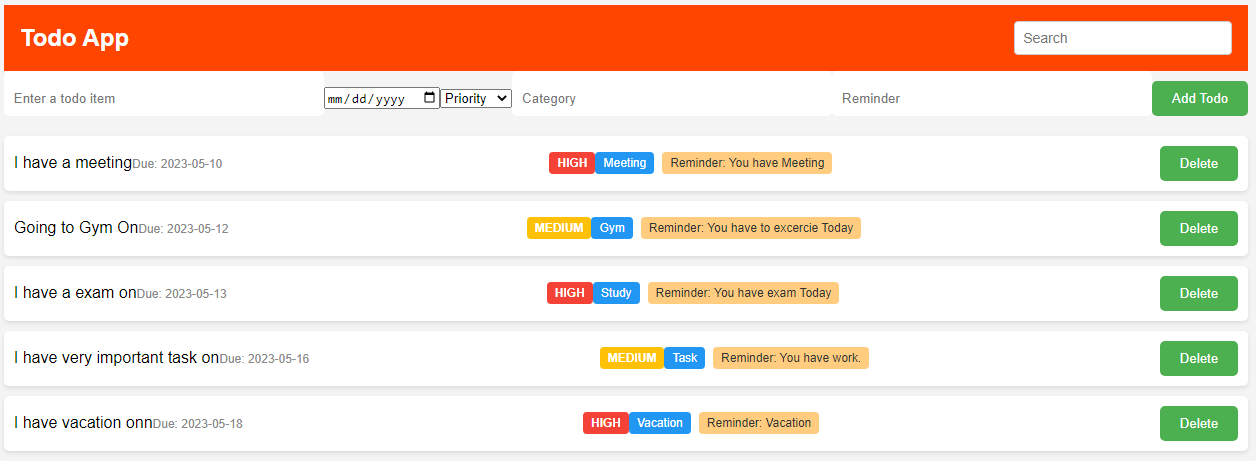 Todo App Search
Enter a todo item mm/dd/yyyy Priority Category Reminder Add Todo
I have a meetingDue: 2023-05-10 HIGH Meeting Reminder: You have Meeting Delete
Going to Gym OnDue: 2023-05-12 MEDIUM Gym Reminder: You have to excercie Today Delete
I have a exam onDue: 2023-05-13 HIGH Study Reminder: You have exam Today Delete
I have very important task onDue: 2023-05-16 MEDIUM Task Reminder: You have work. Delete
I have vacation onnDue: 2023-05-18 HIGH Vacation Reminder: Vacation Delete